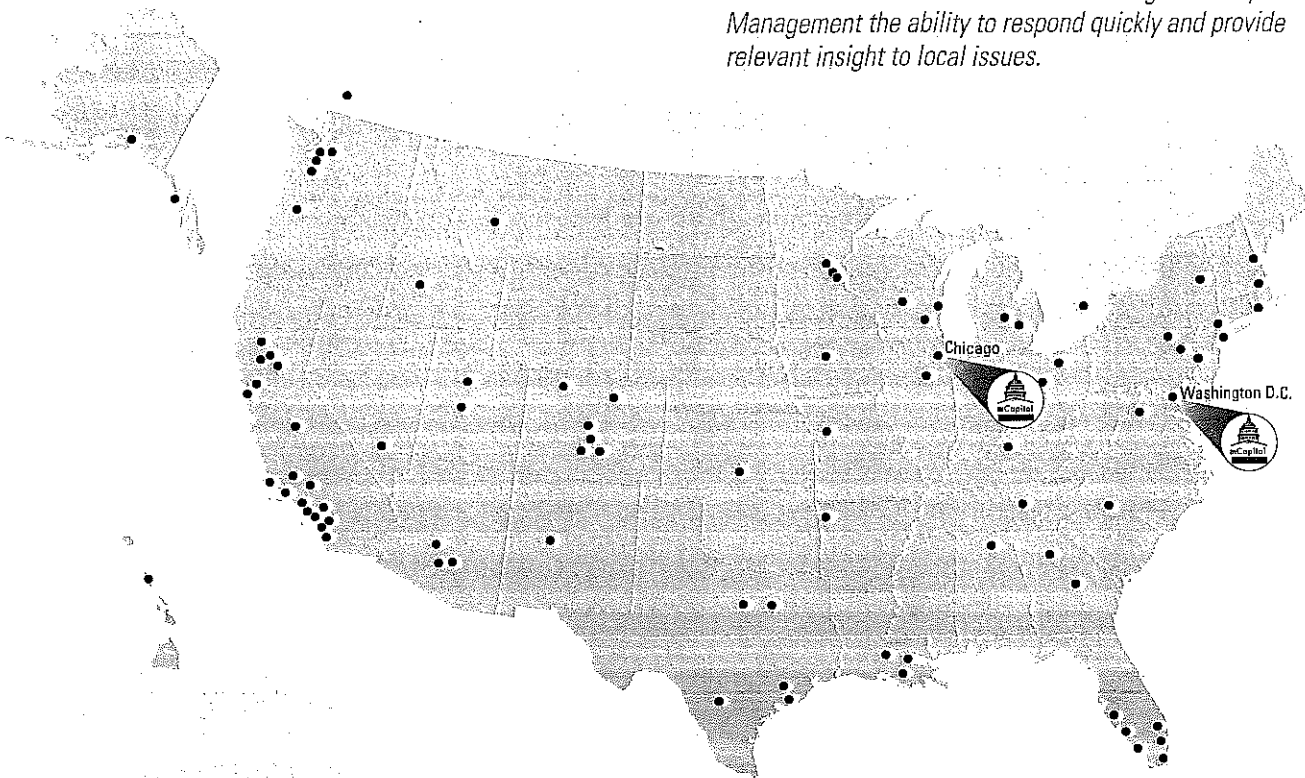 Management the ability to respond quickly and provide
relevant insight to local issues.
Chicago
mCapitol
Washington D.C.
mCapitol